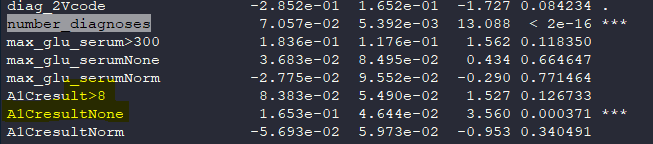 diag_2Vcode -2.852e-01 1.652e-01 -1.727 0.084234 .
number_diagnoses 7.057e-02 5.392e-03 13.088 < 2e-16 ***
max_glu_serum>300 1.836e-01 1.176e-01 1.562 0.118350
max_glu_serumNone 3.683e-02 8.495e-02 0.434 0.664647
max_glu_serumNorm -2.775e-02 9.552e-02 -0.290 0.771464
A1Cresult>8 8.383e-02 5.490e-02 1.527 0.126733
A1CresultNone 1.653e-01 4.644e-02 3.560 0.000371 ***
A1CresultNorm -5.693e-02 5.973e-02 -0.953 0.340491